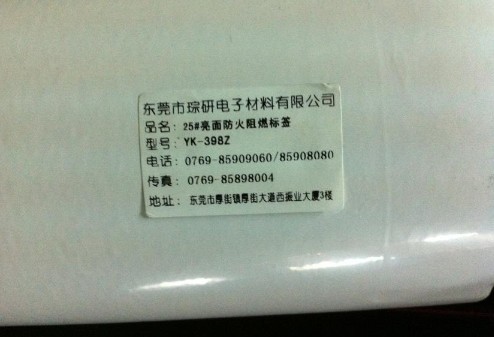 东莞市琮研电子材料有限公司
品名: 25#亮面防火阻燃标签
型号: YK-398Z
电话: 0769-85909060/85908080
传真: 0769-85898004
地址: 东莞市厚街镇厚街大道西振业大厦3楼